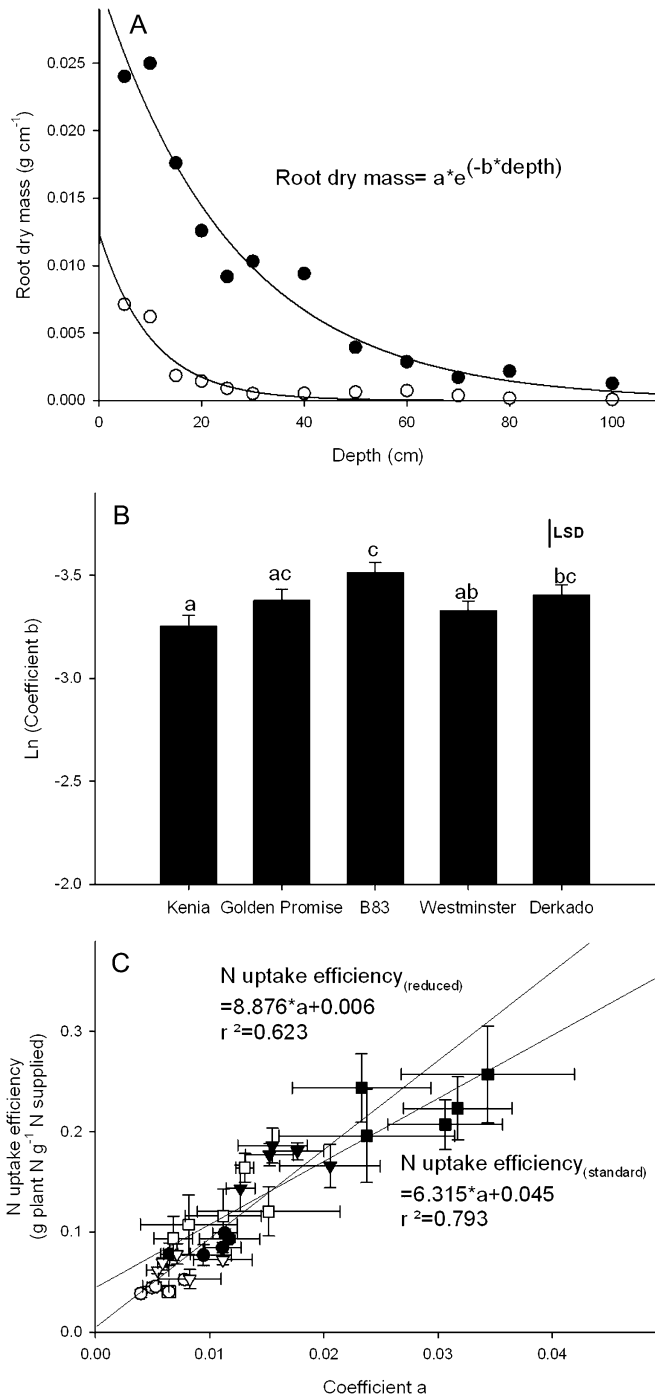 A
0.025
0.020
0.015
0.010
0.005
0.000
Root dry mass (g cm-1)
Root dry mass= a*e(-b*depth)
0 20 40 60 80 100
Depth (cm)
B
-3.5
-3.0
-2.5
-2.0
Ln (Coefficient b)
a ac c ab bc
LSD
Kenia Golden Promise B83 Westminster Derkado
C
N uptake efficiency(reduced)
=8.876*a+0.006
r ²=0.623
0.3
0.2
0.1
0.0
N uptake efficiency
(g plant N g-1 N supplied)
N uptake efficiency(standard)
=6.315*a+0.045
r ²=0.793
0.00 0.01 0.02 0.03 0.04
Coefficient a